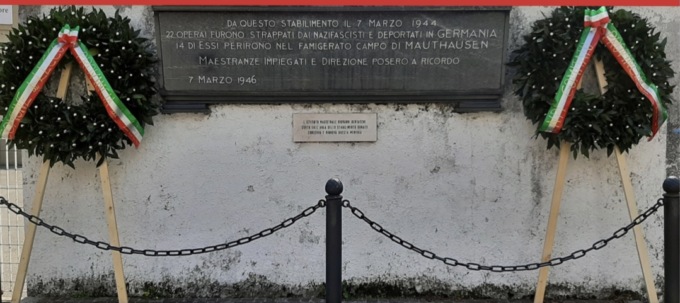 DA QUESTO STABILIMENTO IL 7 MARZO 1944
22 OPERAI FURONO STRAPPATI DAI NAZIFASCISTI E DEPORTATI IN GERMANIA
14 DI ESSI PERIRONO NEL FAMIGERATO CAMPO DI MAUTHAUSEN
MAESTRANZE IMPIEGATI E DIREZIONE POSERO A RICORDO
7 MARZO 1946